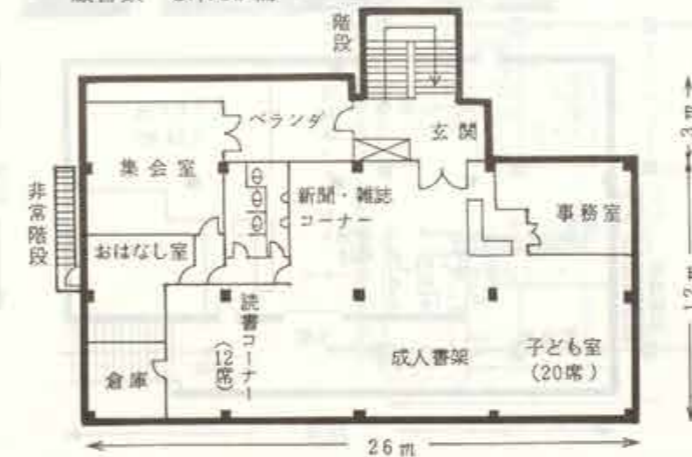 階段
ベランダ
玄関
集会室
非常階段
新聞・雑誌
コーナー
事務室
おはなし室
読書コーナー
(12席)
成人書架
子ども室
(20席)
倉庫
26m
3m
12m